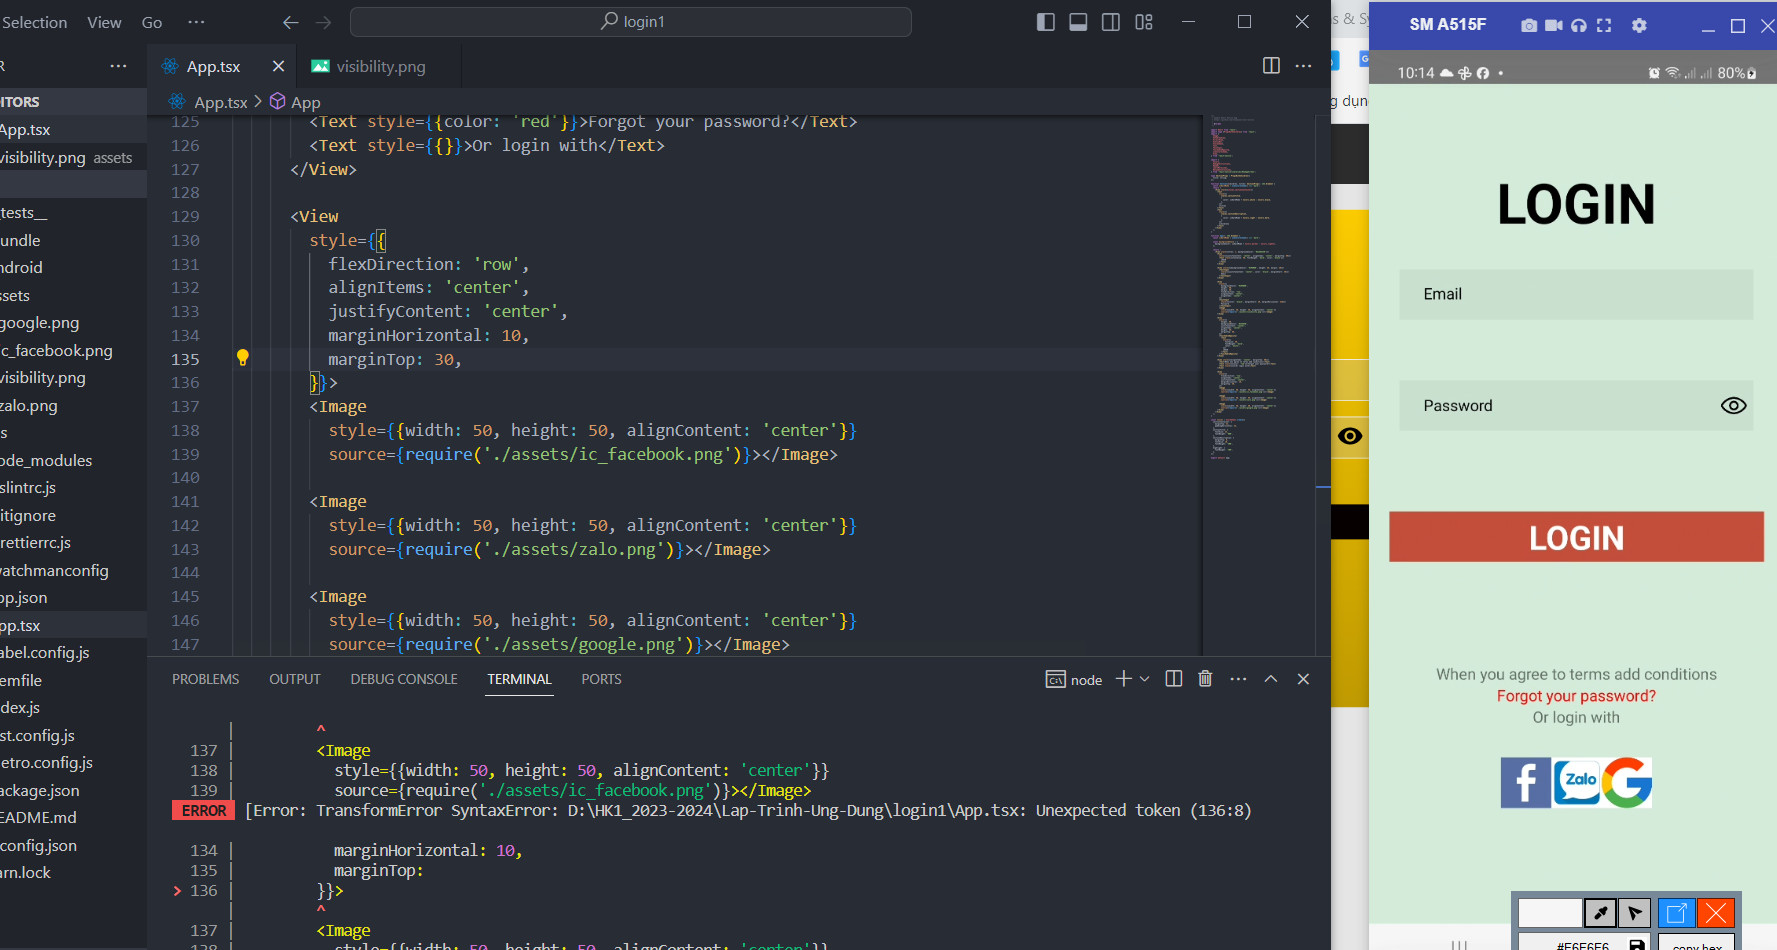 Selection View Go ··· login1
R ···
App.tsx
visibility.png
ITORS
App.tsx > App
App.tsx
visibility.png assets
_tests__
undle
ndroid
ssets
google.png
c_facebook.png
visibility.png
zalo.png
s
ode_modules
slintrc.js
itignore
rettierrc.js
vatchmanconfig
pp.json
pp.tsx
abel.config.js
emfile
dex.js
st.config.js
etro.config.js
ackage.json
EADME.md
config.json
arn.lock
125 <Text style={{color: 'red'}}>Forgot your password?</Text>
126 <Text style={{}}>Or login with</Text>
127 </View>
128
129 <View
130 style={{
131 flexDirection: 'row',
132 alignItems: 'center',
133 justifyContent: 'center',
134 marginHorizontal: 10,
135 marginTop: 30,
136 }}>
137 <Image
138 style={{width: 50, height: 50, alignContent: 'center'}}
139 source={require('./assets/ic_facebook.png')}></Image>
140
141 <Image
142 style={{width: 50, height: 50, alignContent: 'center'}}
143 source={require('./assets/zalo.png')}></Image>
144
145 <Image
146 style={{width: 50, height: 50, alignContent: 'center'}}
147 source={require('./assets/google.png')}></Image>
PROBLEMS OUTPUT DEBUG CONSOLE TERMINAL PORTS node
| ^
137 | <Image
138 | style={{width: 50, height: 50, alignContent: 'center'}}
139 | source={require('./assets/ic_facebook.png')}></Image>
ERROR [Error: TransformError SyntaxError: D:\HK1_2023-2024\Lap-Trinh-Ung-Dung\login1\App.tsx: Unexpected token (136:8)
134 | marginHorizontal: 10,
135 | marginTop:
> 136 | }}>
| ^
137 | <Image
138 | style={{width: 50, height: 50, alignContent: 'center'}}
s & Sy
g dụn
SM A515F
10:14 80%
LOGIN
Email
Password
LOGIN
When you agree to terms add conditions
Forgot your password?
Or login with
f Zalo G
#E6E6E6 copy hex